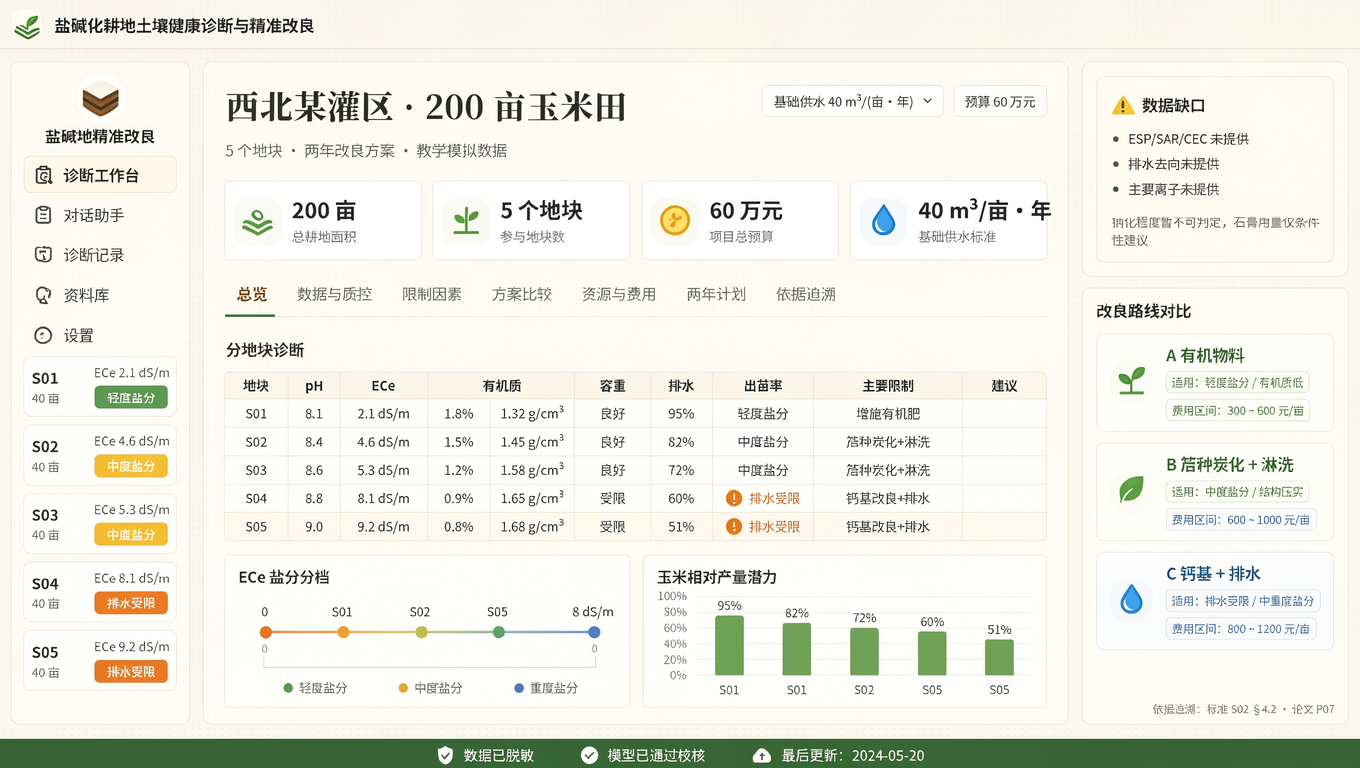 盐碱化耕地土壤健康诊断与精准改良
盐碱地精准改良
诊断工作台
对话助手
诊断记录
资料库
设置
S01 ECe 2.1 dS/m
40 亩 轻度盐分
S02 ECe 4.6 dS/m
40 亩 中度盐分
S03 ECe 5.3 dS/m
40 亩 中度盐分
S04 ECe 8.1 dS/m
40 亩 排水受限
S05 ECe 9.2 dS/m
40 亩 排水受限
西北某灌区 · 200 亩玉米田
基础供水 40 m³/(亩·年)
预算 60 万元
5 个地块 · 两年改良方案 · 教学模拟数据
200 亩
总耕地面积
5 个地块
参与地块数
60 万元
项目总预算
40 m³/亩·年
基础供水标准
总览 数据与质控 限制因素 方案比较 资源与费用 两年计划 依据追溯
分地块诊断
地块 pH ECe 有机质 容重 排水 出苗率 主要限制 建议
S01 8.1 2.1 dS/m 1.8% 1.32 g/cm³ 良好 95% 轻度盐分 增施有机肥
S02 8.4 4.6 dS/m 1.5% 1.45 g/cm³ 良好 82% 中度盐分 种炭化+淋洗
S03 8.6 5.3 dS/m 1.2% 1.58 g/cm³ 良好 72% 中度盐分 种炭化+淋洗
S04 8.8 8.1 dS/m 0.9% 1.65 g/cm³ 受限 60% 排水受限 钙基改良+排水
S05 9.0 9.2 dS/m 0.8% 1.68 g/cm³ 受限 51% 排水受限 钙基改良+排水
ECe 盐分分档
0 S01 S02 S05 8 dS/m
0 0
轻度盐分 中度盐分 重度盐分
玉米相对产量潜力
100%
80%
60%
40%
20%
0%
95% 82% 72% 60% 51%
S01 S01 S02 S05 S05
数据缺口
ESP/SAR/CEC 未提供
排水去向未提供
主要离子未提供
钠化程度暂不可判定，石膏用量仅条件
性建议
改良路线对比
A 有机物料
适用：轻度盐分 / 有机质低
费用区间：300 ~ 600 元/亩
B 种炭化 + 淋洗
适用：中度盐分 / 结构压实
费用区间：600 ~ 1000 元/亩
C 钙基 + 排水
适用：排水受限 / 中重度盐分
费用区间：800 ~ 1200 元/亩
依据追溯：标准 S02 §4.2 · 论文 P07
数据已脱敏
模型已通过校核
最后更新：2024-05-20